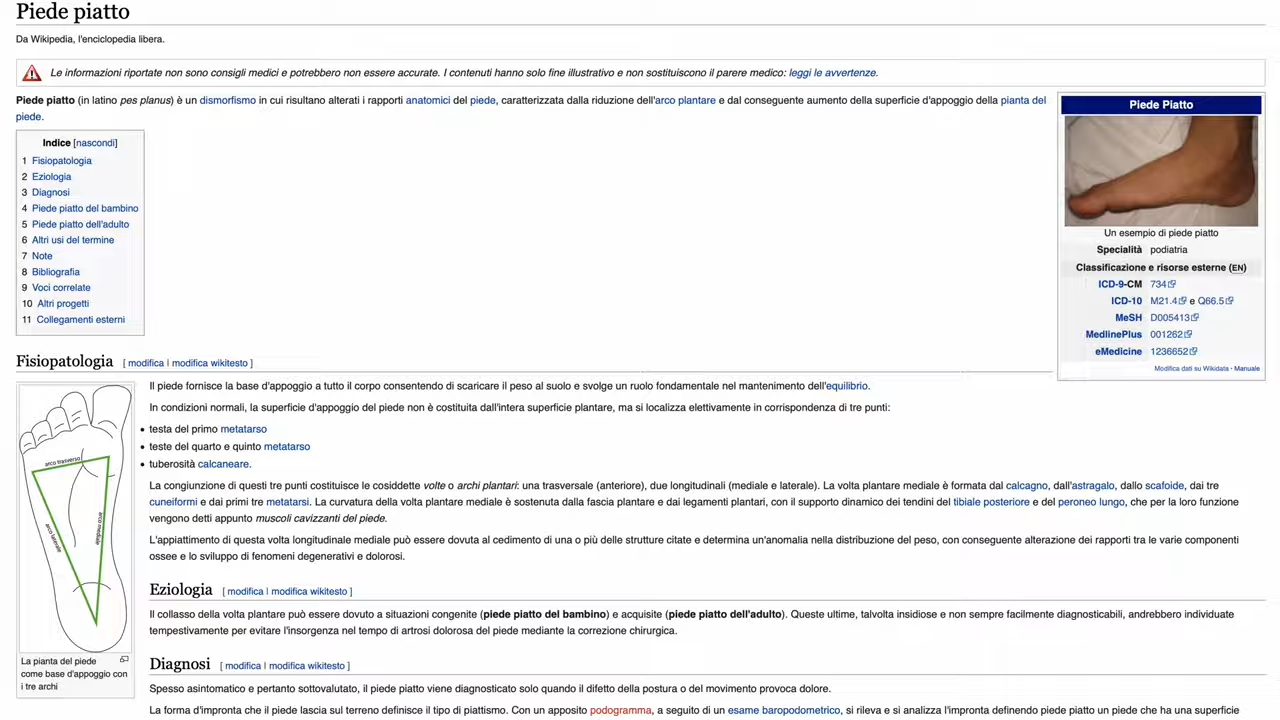 Piede piatto
Da Wikipedia, l'enciclopedia libera.
Le informazioni riportate non sono consigli medici e potrebbero non essere accurate. I contenuti hanno solo fine illustrativo e non sostituiscono il parere medico: leggi le avvertenze.
Piede piatto (in latino pes planus) è un dismorfismo in cui risultano alterati i rapporti anatomici del piede, caratterizzata dalla riduzione dell'arco plantare e dal conseguente aumento della superficie d'appoggio della pianta del
piede.
Indice [nascondi]
1 Fisiopatologia
2 Eziologia
3 Diagnosi
4 Piede piatto del bambino
5 Piede piatto dell'adulto
6 Altri usi del termine
7 Note
8 Bibliografia
9 Voci correlate
10 Altri progetti
11 Collegamenti esterni
Piede Piatto
Un esempio di piede piatto
Specialità podiatria
Classificazione e risorse esterne (EN)
ICD-9-CM 734
ICD-10 M21.4 e Q66.5
MeSH D005413
MedlinePlus 001262
eMedicine 1236652
Modifica dati su Wikidata · Manuale
Fisiopatologia [ modifica | modifica wikitesto ]
arco trasverso
arco laterale
arco mediale
La pianta del piede
come base d'appoggio con
i tre archi
Il piede fornisce la base d'appoggio a tutto il corpo consentendo di scaricare il peso al suolo e svolge un ruolo fondamentale nel mantenimento dell'equilibrio.
In condizioni normali, la superficie d'appoggio del piede non è costituita dall'intera superficie plantare, ma si localizza elettivamente in corrispondenza di tre punti:
• testa del primo metatarso
• teste del quarto e quinto metatarso
• tuberosità calcaneare.
La congiunzione di questi tre punti costituisce le cosiddette volte o archi plantari: una trasversale (anteriore), due longitudinali (mediale e laterale). La volta plantare mediale è formata dal calcagno, dall'astragalo, dallo scafoide, dai tre
cuneiformi e dai primi tre metatarsi. La curvatura della volta plantare mediale è sostenuta dalla fascia plantare e dai legamenti plantari, con il supporto dinamico dei tendini del tibiale posteriore e del peroneo lungo, che per la loro funzione
vengono detti appunto muscoli cavizzanti del piede.
L'appiattimento di questa volta longitudinale mediale può essere dovuta al cedimento di una o più delle strutture citate e determina un'anomalia nella distribuzione del peso, con conseguente alterazione dei rapporti tra le varie componenti
ossee e lo sviluppo di fenomeni degenerativi e dolorosi.
Eziologia [ modifica | modifica wikitesto ]
Il collasso della volta plantare può essere dovuto a situazioni congenite (piede piatto del bambino) e acquisite (piede piatto dell'adulto). Queste ultime, talvolta insidiose e non sempre facilmente diagnosticabili, andrebbero individuate
tempestivamente per evitare l'insorgenza nel tempo di artrosi dolorosa del piede mediante la correzione chirurgica.
Diagnosi [ modifica | modifica wikitesto ]
Spesso asintomatico e pertanto sottovalutato, il piede piatto viene diagnosticato solo quando il difetto della postura o del movimento provoca dolore.
La forma d'impronta che il piede lascia sul terreno definisce il tipo di piattismo. Con un apposito podogramma, a seguito di un esame baropodometrico, si rileva e si analizza l'impronta definendo piede piatto un piede che ha una superficie